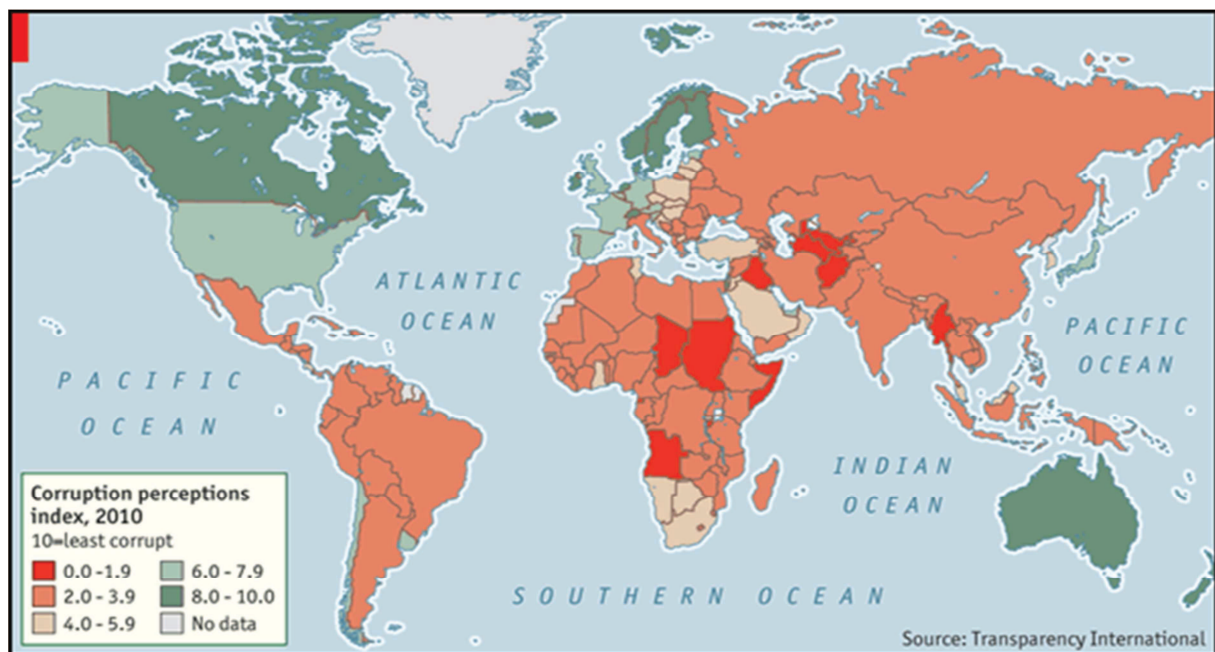 ATLANTIC
OCEAN
PACIFIC
OCEAN
PACIFIC
OCEAN
INDIAN
OCEAN
SOUTHERN OCEAN
Corruption perceptions
index, 2010
10=least corrupt
0.0 - 1.9
6.0 - 7.9
2.0 - 3.9
8.0 - 10.0
4.0 - 5.9
No data
Source: Transparency International